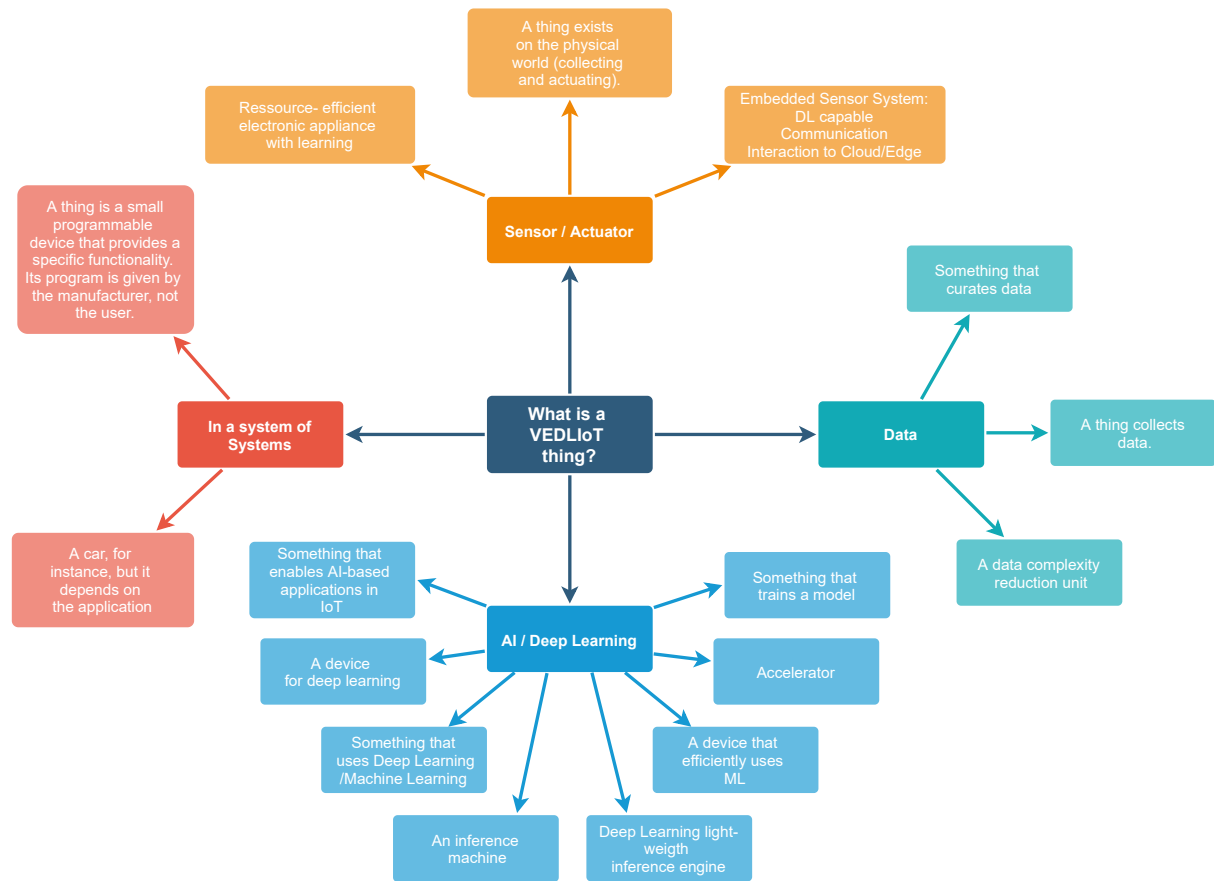 A thing exists
on the physical
world (collecting
and actuating).
Ressource- efficient
electronic appliance
with learning
Embedded Sensor System:
DL capable
Communication
Interaction to Cloud/Edge
Sensor / Actuator
A thing is a small
programmable
device that provides a
specific functionality.
Its program is given by
the manufacturer, not
the user.
Something that
curates data
In a system of
Systems
What is a
VEDLIoT
thing?
Data
A thing collects
data.
A car, for
instance, but it
depends on
the application
A data complexity
reduction unit
Something that
enables AI-based
applications in
IoT
Something that
trains a model
AI / Deep Learning
A device
for deep learning
Accelerator
Something that
uses Deep Learning
/Machine Learning
A device that
efficiently uses
ML
An inference
machine
Deep Learning light-
weigth
inference engine